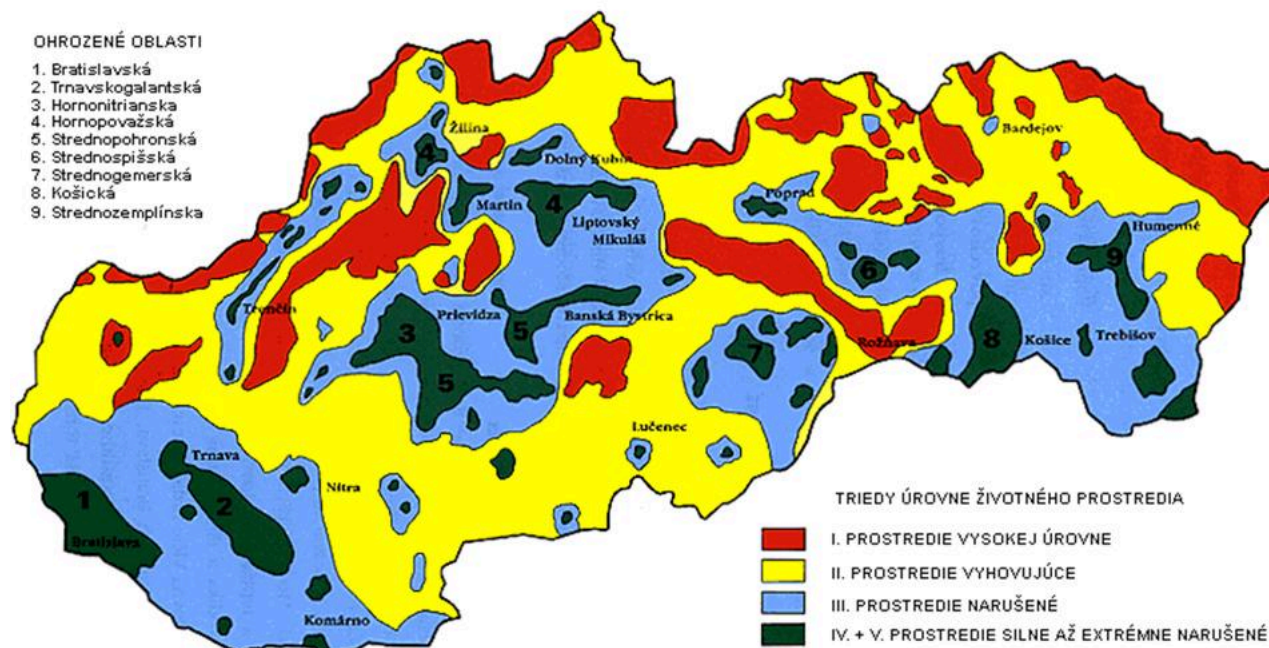 OHROZENÉ OBLASTI
1. Bratislavská
2. Trnavskogalantská
3. Hornonitrianska
4. Hornopovažská
5. Strednopohronská
6. Strednospišská
7. Strednogemerská
8. Košická
9. Strednozemplínska
Žilina
Bardejov
4
Dolný Kubín
Poprad
Martin
4
Liptovský
Mikuláš
Humenné
9
6
Trenčín
Prievidza
Banská Bystrica
3
5
Rožňava
8
Košice
Trebišov
7
5
Lučenec
Trnava
Nitra
1
2
Bratislava
Komárno
TRIEDY ÚROVNE ŽIVOTNÉHO PROSTREDIA
I. PROSTREDIE VYSOKEJ ÚROVNE
II. PROSTREDIE VYHOVUJÚCE
III. PROSTREDIE NARUŠENÉ
IV. + V. PROSTREDIE SILNE AŽ EXTRÉMNE NARUŠENÉ